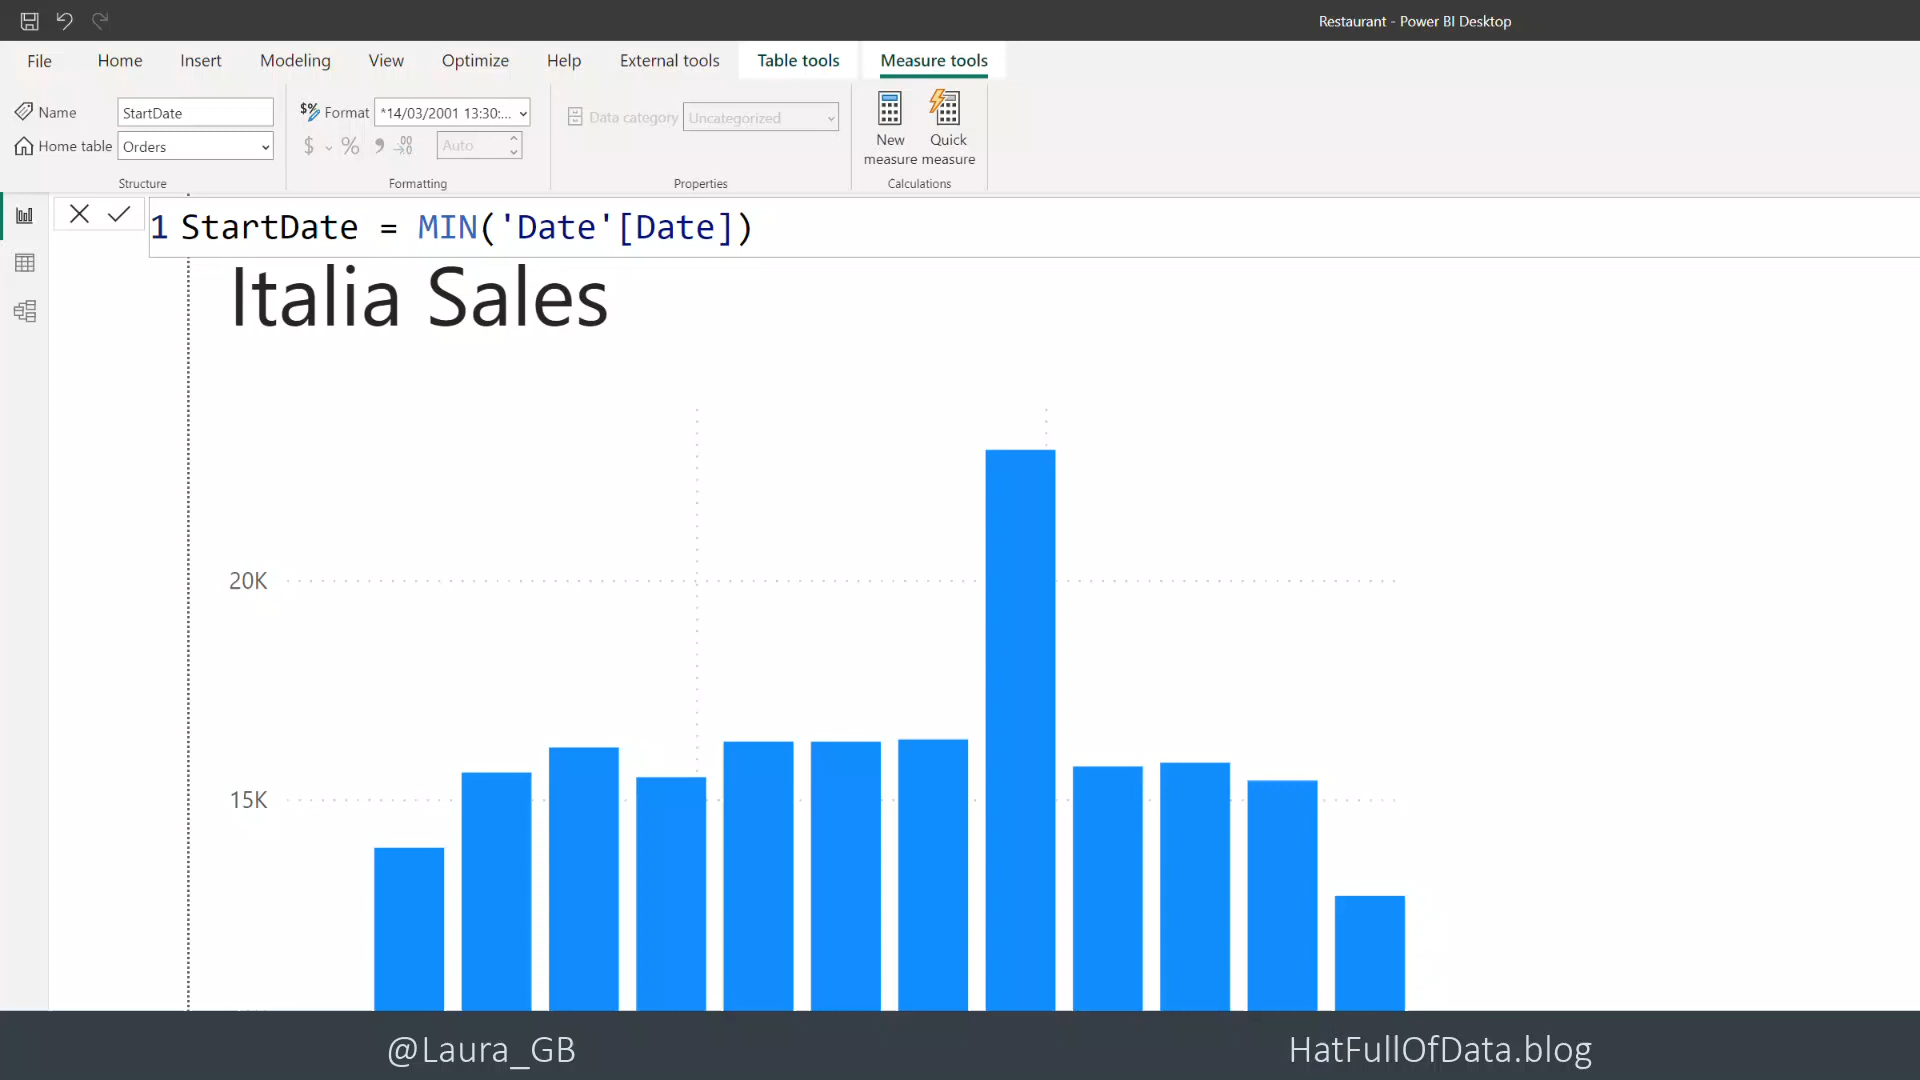 Restaurant - Power BI Desktop
File Home Insert Modeling View Optimize Help External tools Table tools Measure tools
Name StartDate
Home table Orders
Structure
$% Format *14/03/2001 13:30:...
$ % 9 .00 Auto
Formatting
Data category Uncategorized
Properties
New measure
Quick measure
Calculations
1 StartDate = MIN('Date'[Date])
Italia Sales
20K
15K
@Laura_GB
HatFullOfData.blog